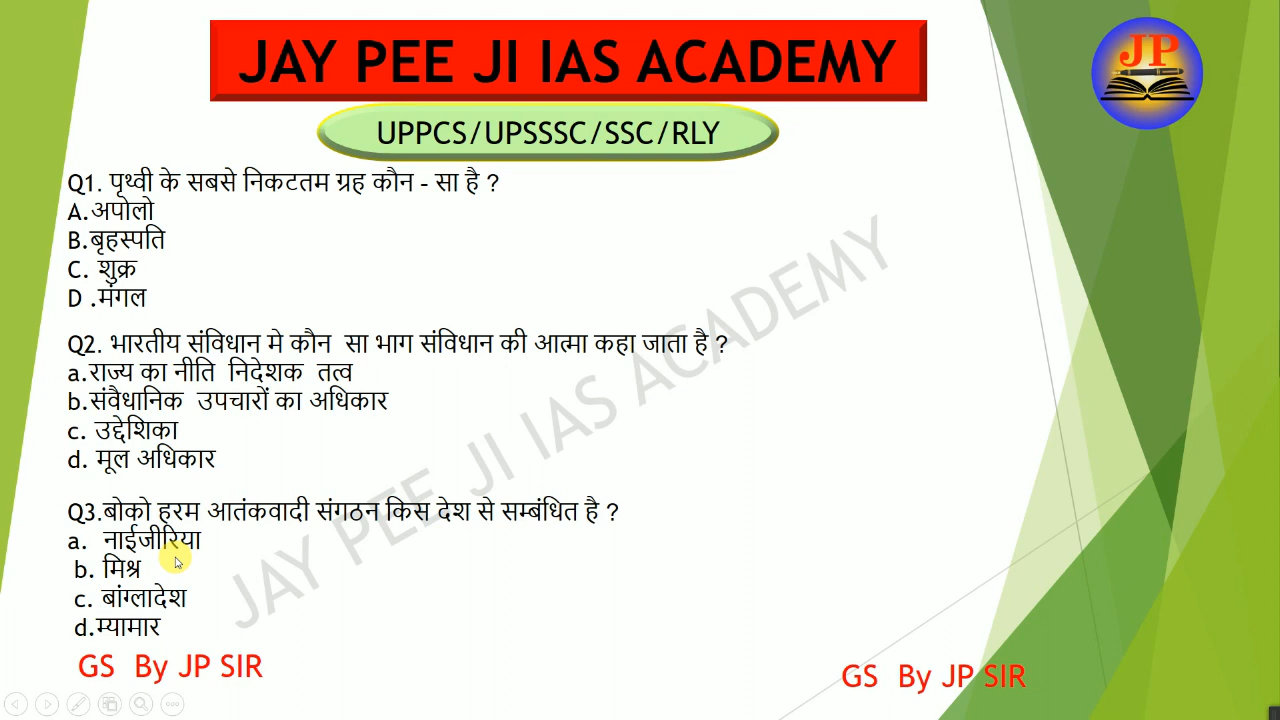 JAY PEE JI IAS ACADEMY
JP
UPPCS/UPSSSC/SSC/RLY
Q1. पृथ्वी के सबसे निकटतम ग्रह कौन - सा है ?
A.अपोलो
B.बृहस्पति
C. शुक्र
D .मंगल
Q2. भारतीय संविधान मे कौन सा भाग संविधान की आत्मा कहा जाता है ?
a.राज्य का नीति निदेशक तत्व
b.संवैधानिक उपचारों का अधिकार
c. उद्देशिका
d. मूल अधिकार
Q3.बोको हरम आतंकवादी संगठन किस देश से सम्बंधित है ?
a. नाईजीरिया
b. मिश्र
c. बांग्लादेश
d.म्यामार
JAY PEE JI IAS ACADEMY
GS By JP SIR
GS By JP SIR